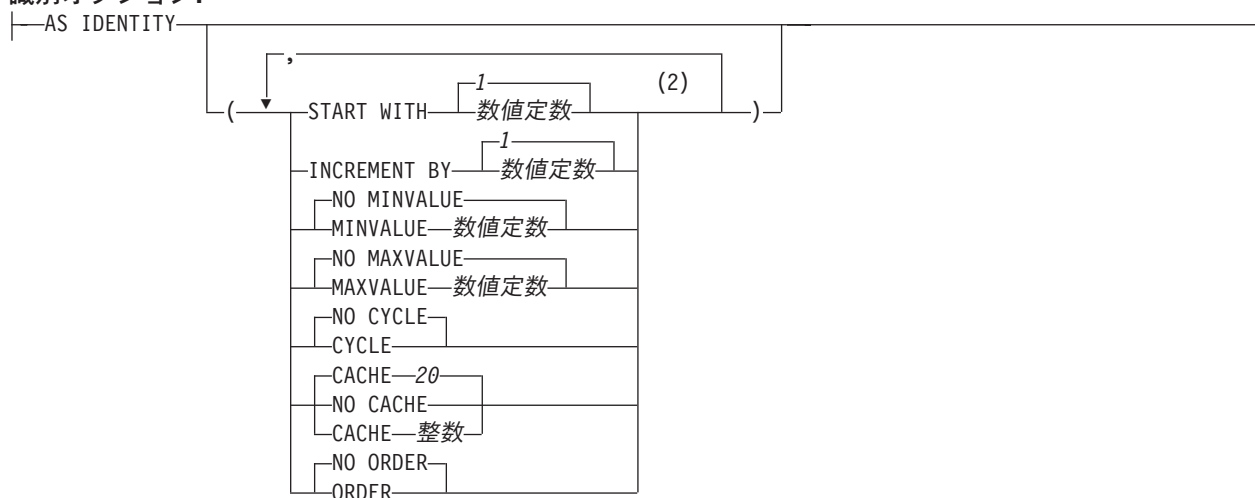 識別オプション:
AS IDENTITY
,
(
START WITH 1 数値定数 (2) )
INCREMENT BY 1 数値定数
NO MINVALUE
MINVALUE 数値定数
NO MAXVALUE
MAXVALUE 数値定数
NO CYCLE
CYCLE
CACHE 20
NO CACHE
CACHE 整数
NO ORDER
ORDER